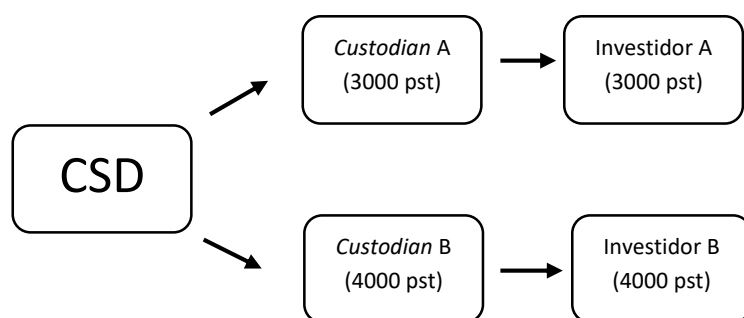 CSD
Custodian A
(3000 pst)
Investidor A
(3000 pst)
Custodian B
(4000 pst)
Investidor B
(4000 pst)